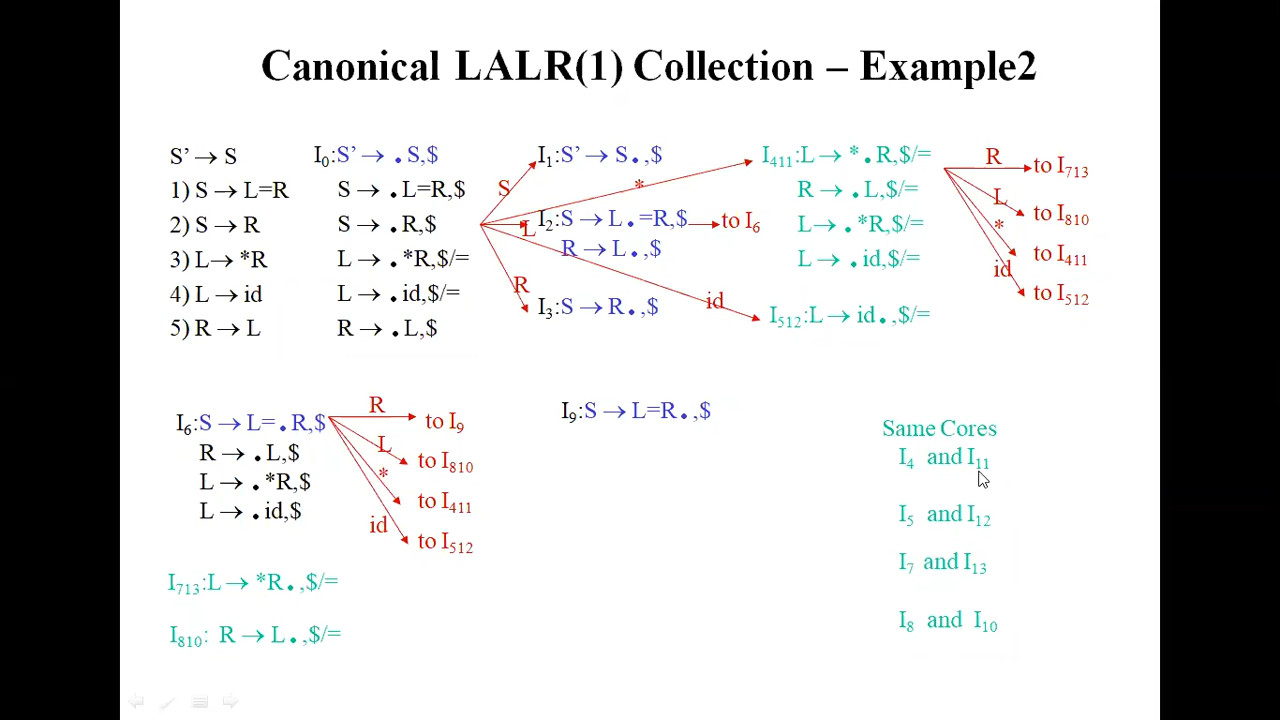 Canonical LALR(1) Collection – Example2
S’ → S
1) S → L=R
2) S → R
3) L→ *R
4) L → id
5) R → L
I0:S’ → .S,$
S → .L=R,$
S → .R,$
L → .*R,$/=
L → .id,$/=
R → .L,$
S
*
L
R
id
I1:S’ → S.,$
I2:S → L.=R,$
to I6
R → L.,$
I3:S → R.,$
I411:L → *.R,$/=
R → .L,$/=
L→ .*R,$/=
L → .id,$/=
I512:L → id.,$/=
R
to I713
L
to I810
*
to I411
id
to I512
I6:S → L=.R,$
R → .L,$
L → .*R,$
L → .id,$
R
to I9
L
to I810
*
to I411
id
to I512
I9:S → L=R.,$
I713:L → *R.,$/=
I810: R → L.,$/=
Same Cores
I4 and I11
I5 and I12
I7 and I13
I8 and I10